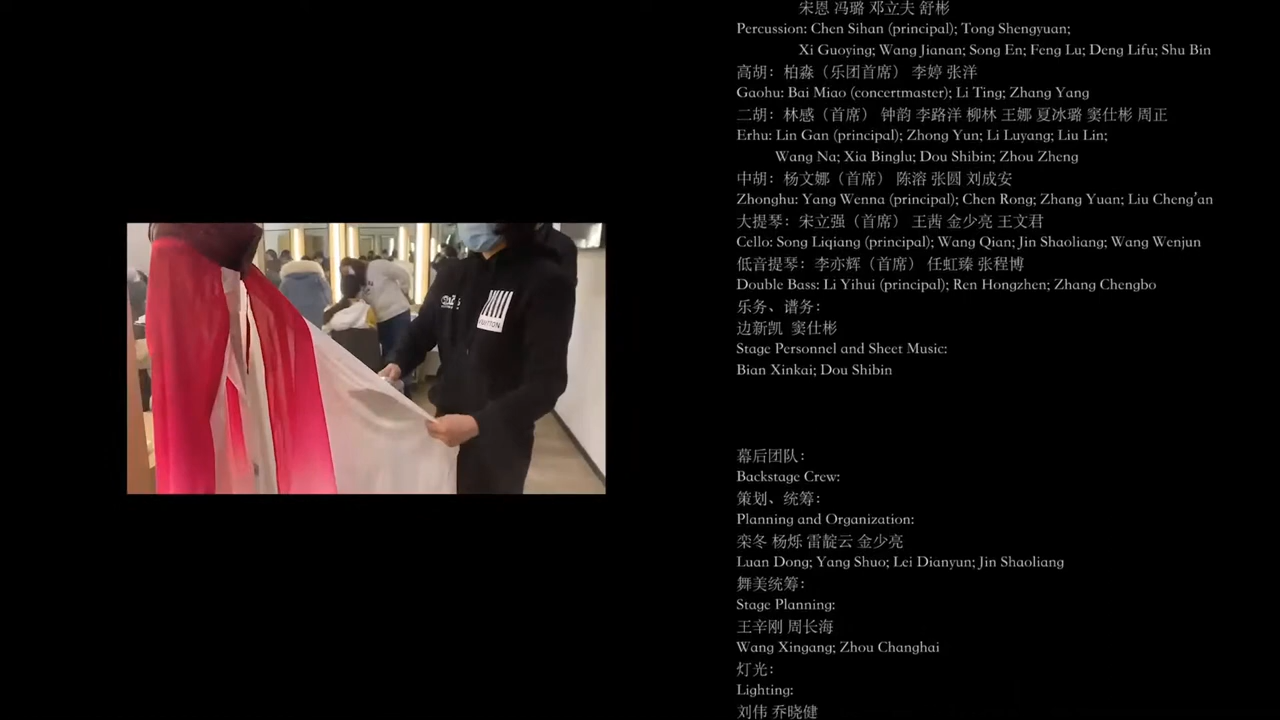 宋恩 冯璐 邓立夫 舒彬
Percussion: Chen Sihan (principal); Tong Shengyuan;
Xi Guoying; Wang Jianan; Song En; Feng Lu; Deng Lifu; Shu Bin
高胡：柏淼（乐团首席） 李婷 张洋
Gaohu: Bai Miao (concertmaster); Li Ting; Zhang Yang
二胡：林感（首席） 钟韵 李路洋 柳林 王娜 夏冰璐 窦仕彬 周正
Erhu: Lin Gan (principal); Zhong Yun; Li Luyang; Liu Lin;
Wang Na; Xia Binglu; Dou Shibin; Zhou Zheng
中胡：杨文娜（首席） 陈溶 张圆 刘成安
Zhonghu: Yang Wenna (principal); Chen Rong; Zhang Yuan; Liu Cheng'an
大提琴：宋立强（首席） 王茜 金少亮 王文君
Cello: Song Liqiang (principal); Wang Qian; Jin Shaoliang; Wang Wenjun
低音提琴：李亦辉（首席） 任虹臻 张程博
Double Bass: Li Yihui (principal); Ren Hongzhen; Zhang Chengbo
乐务、谱务：
边新凯 窦仕彬
Stage Personnel and Sheet Music:
Bian Xinkai; Dou Shibin
幕后团队：
Backstage Crew:
策划、统筹：
Planning and Organization:
栾冬 杨烁 雷靛云 金少亮
Luan Dong; Yang Shuo; Lei Dianyun; Jin Shaoliang
舞美统筹：
Stage Planning:
王辛刚 周长海
Wang Xingang; Zhou Changhai
灯光：
Lighting:
刘伟 乔晓健